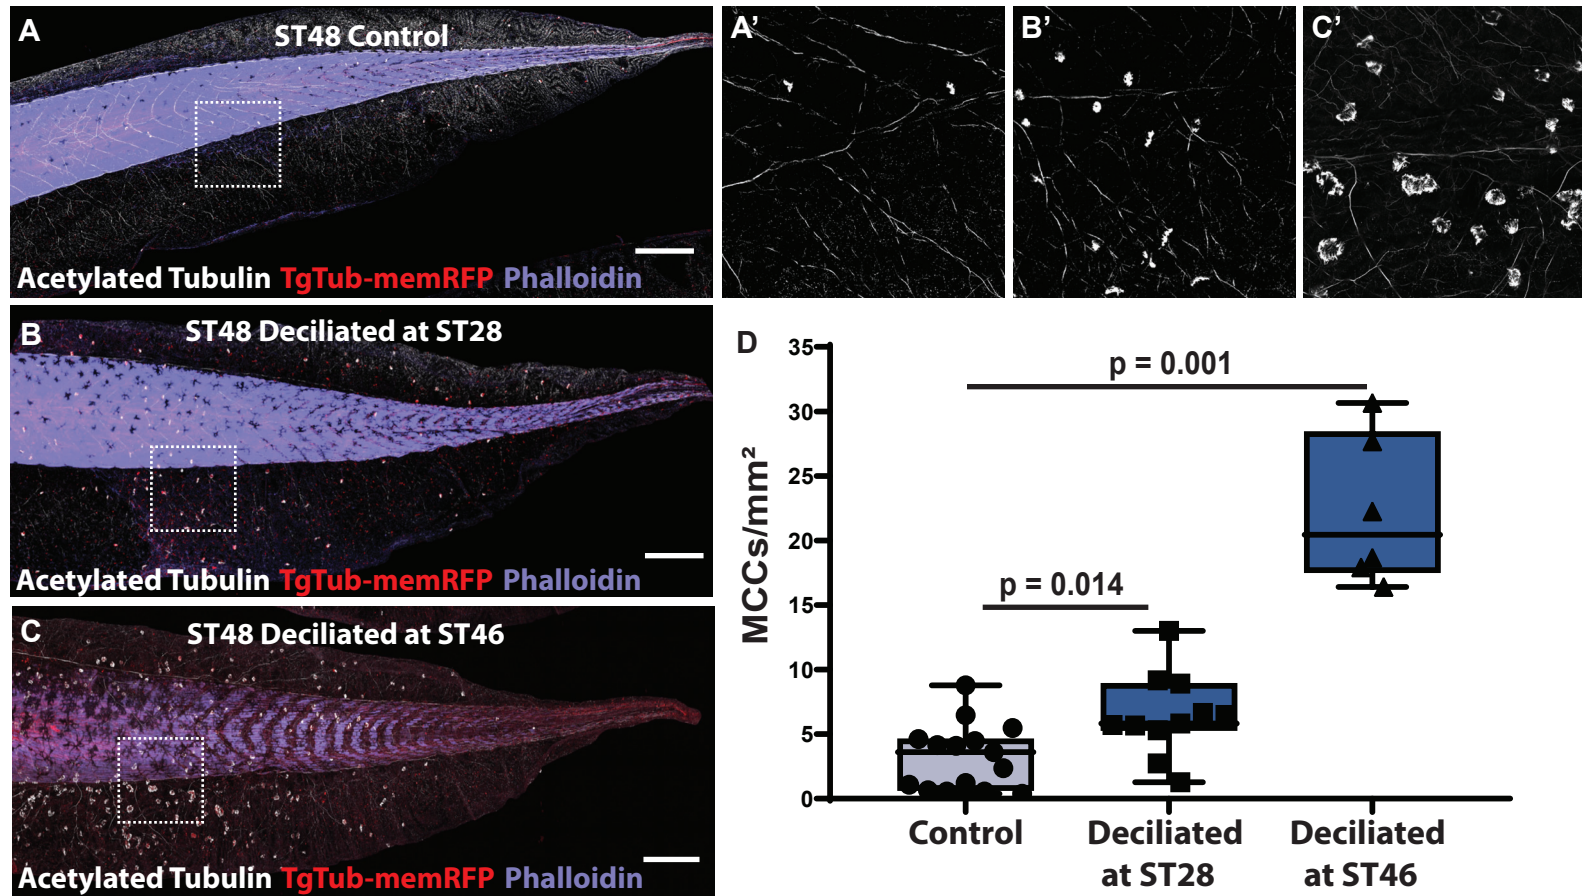 A
ST48 Control
Acetylated Tubulin TgTub-memRFP Phalloidin
B
ST48 Deciliated at ST28
Acetylated Tubulin TgTub-memRFP Phalloidin
C
ST48 Deciliated at ST46
Acetylated Tubulin TgTub-memRFP Phalloidin
A’
B’
C’
D
MCCs/mm²
35
30
25
20
15
10
5
0
p = 0.001
p = 0.014
Control
Deciliated
at ST28
Deciliated
at ST46